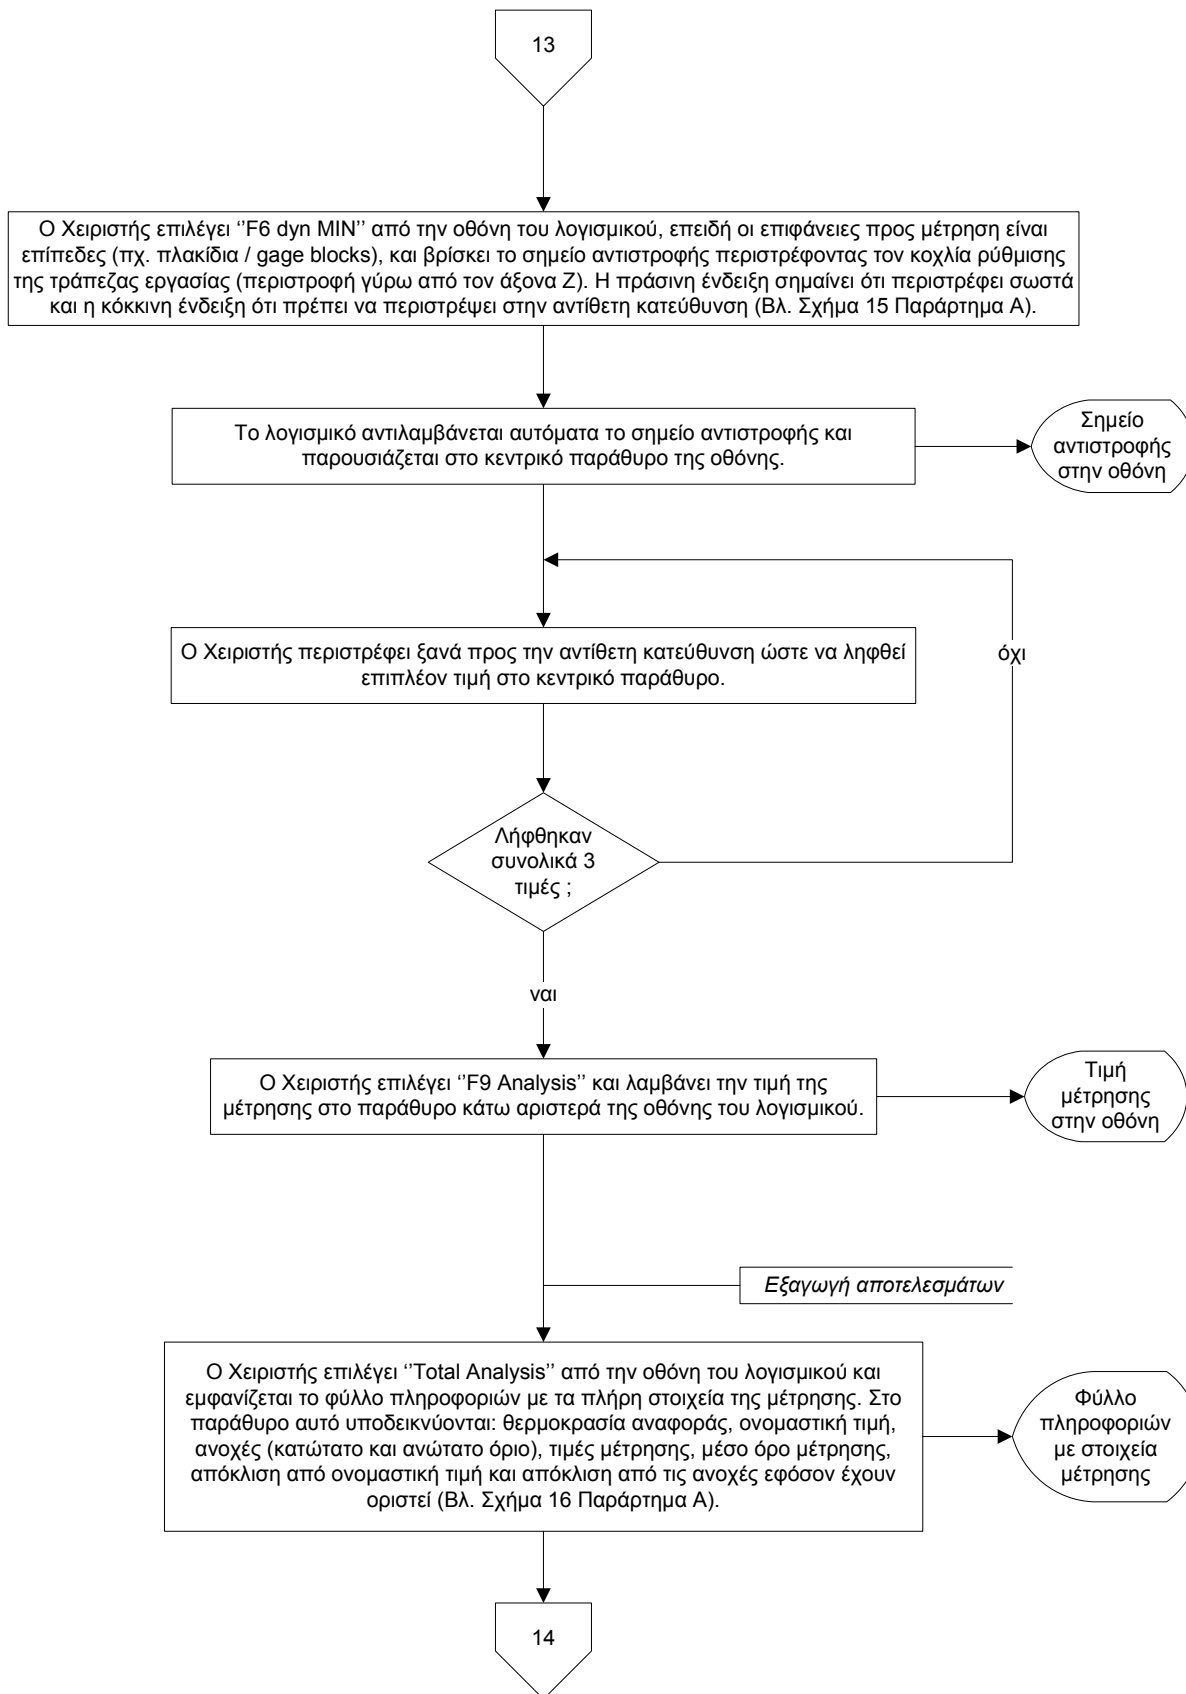 13
Ο Χειριστής επιλέγει ‘’F6 dyn MIN’’ από την οθόνη του λογισμικού, επειδή οι επιφάνειες προς μέτρηση είναι
επίπεδες (πχ. πλακίδια / gage blocks), και βρίσκει το σημείο αντιστροφής περιστρέφοντας τον κοχλία ρύθμισης
της τράπεζας εργασίας (περιστροφή γύρω από τον άξονα Ζ). Η πράσινη ένδειξη σημαίνει ότι περιστρέφει σωστά
και η κόκκινη ένδειξη ότι πρέπει να περιστρέψει στην αντίθετη κατεύθυνση (Βλ. Σχήμα 15 Παράρτημα Α).
Το λογισμικό αντιλαμβάνεται αυτόματα το σημείο αντιστροφής και
παρουσιάζεται στο κεντρικό παράθυρο της οθόνης.
Σημείο
αντιστροφής
στην οθόνη
Ο Χειριστής περιστρέφει ξανά προς την αντίθετη κατεύθυνση ώστε να ληφθεί
επιπλέον τιμή στο κεντρικό παράθυρο.
όχι
Λήφθηκαν
συνολικά 3
τιμές ;
ναι
Ο Χειριστής επιλέγει ‘’F9 Analysis’’ και λαμβάνει την τιμή της
μέτρησης στο παράθυρο κάτω αριστερά της οθόνης του λογισμικού.
Τιμή
μέτρησης
στην οθόνη
Εξαγωγή αποτελεσμάτων
Ο Χειριστής επιλέγει ‘’Total Analysis’’ από την οθόνη του λογισμικού και
εμφανίζεται το φύλλο πληροφοριών με τα πλήρη στοιχεία της μέτρησης. Στο
παράθυρο αυτό υποδεικνύονται: θερμοκρασία αναφοράς, ονομαστική τιμή,
ανοχές (κατώτατο και ανώτατο όριο), τιμές μέτρησης, μέσο όρο μέτρησης,
απόκλιση από ονομαστική τιμή και απόκλιση από τις ανοχές εφόσον έχουν
οριστεί (Βλ. Σχήμα 16 Παράρτημα Α).
Φύλλο
πληροφοριών
με στοιχεία
μέτρησης
14